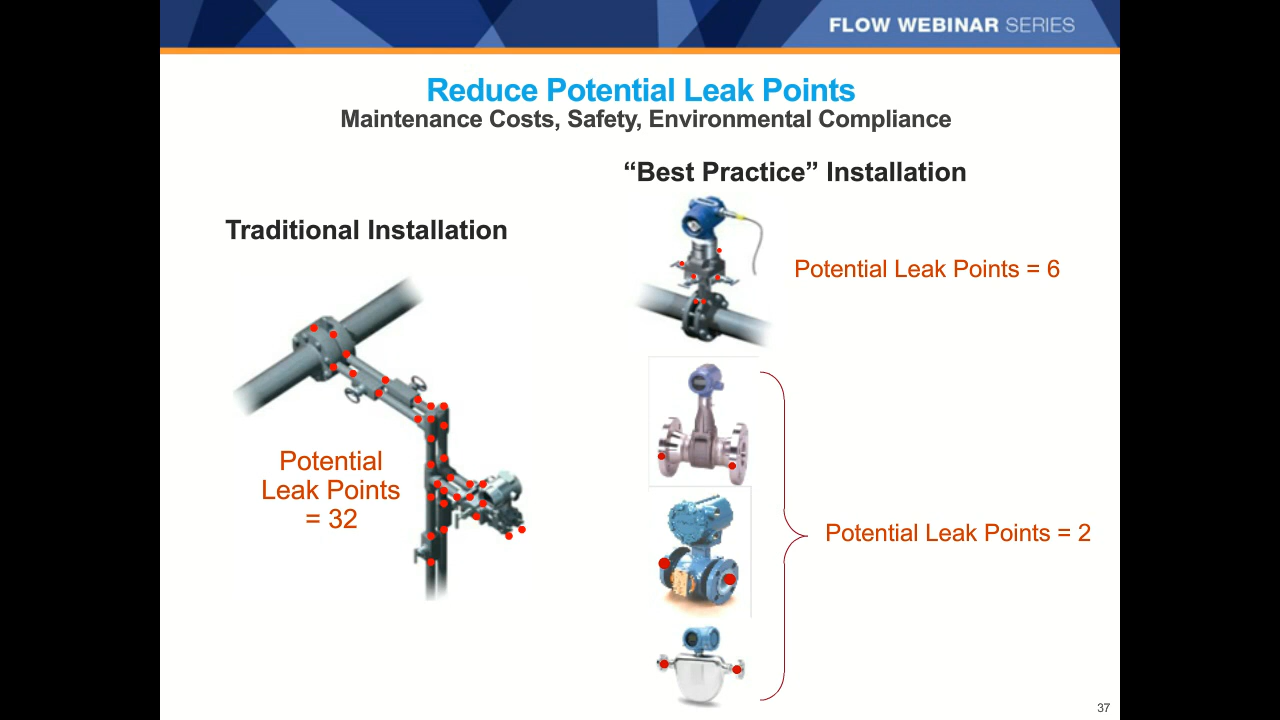 FLOW WEBINAR SERIES
Reduce Potential Leak Points
Maintenance Costs, Safety, Environmental Compliance
“Best Practice” Installation
Traditional Installation
Potential Leak Points = 6
Potential
Leak Points
= 32
Potential Leak Points = 2
37